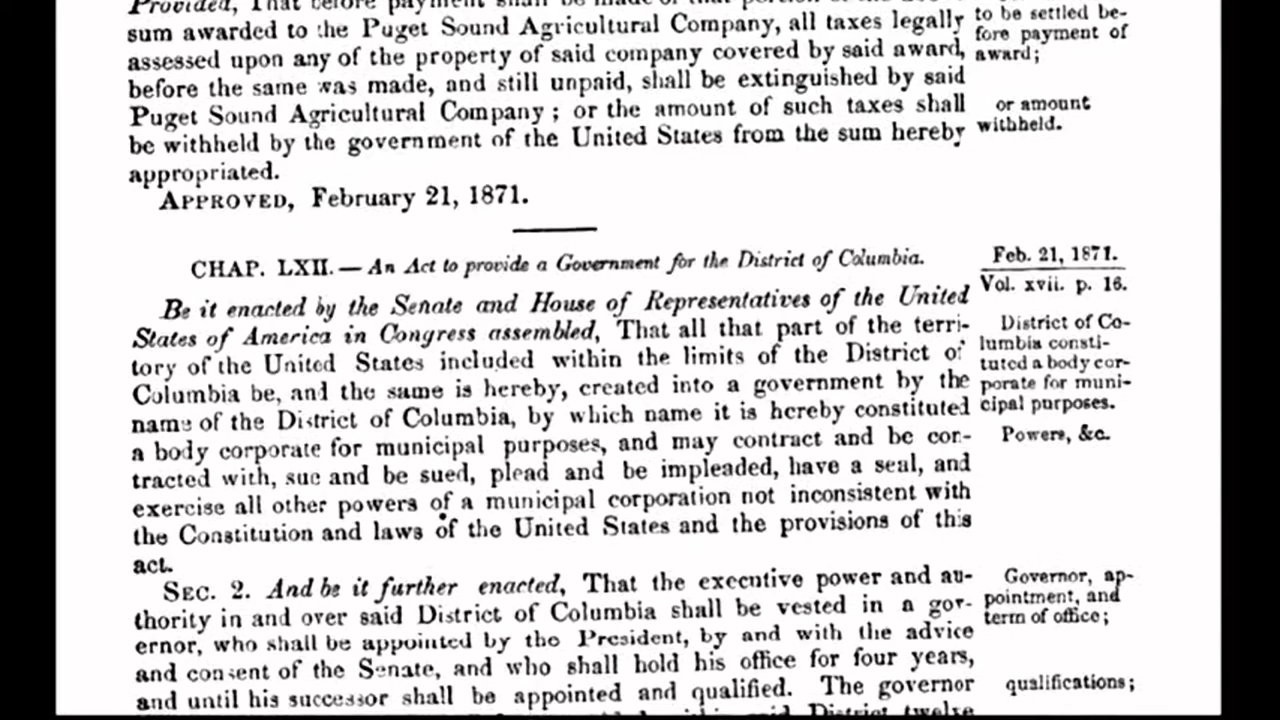 Provided, That before payment shall be made of that portion of the
sum awarded to the Puget Sound Agricultural Company, all taxes legally
to be settled be-
fore payment of
award;
assessed upon any of the property of said company covered by said award,
before the same was made, and still unpaid, shall be extinguished by said
Puget Sound Agricultural Company; or the amount of such taxes shall
or amount
withheld.
be withheld by the government of the United States from the sum hereby
appropriated.
APPROVED, February 21, 1871.
CHAP. LXII. — An Act to provide a Government for the District of Columbia.
Feb. 21, 1871.
Vol. xvii. p. 16.
Be it enacted by the Senate and House of Representatives of the United
States of America in Congress assembled, That all that part of the terri-
tory of the United States included within the limits of the District of
Columbia be, and the same is hereby, created into a government by the
name of the District of Columbia, by which name it is hereby constituted
a body corporate for municipal purposes, and may contract and be con-
tracted with, sue and be sued, plead and be impleaded, have a seal, and
exercise all other powers of a municipal corporation not inconsistent with
the Constitution and laws of the United States and the provisions of this
act.
District of Co-
lumbia consti-
tuted a body cor-
porate for muni-
cipal purposes.
Powers, &c.
SEC. 2. And be it further enacted, That the executive power and au-
thority in and over said District of Columbia shall be vested in a gov-
ernor, who shall be appointed by the President, by and with the advice
and consent of the Senate, and who shall hold his office for four years,
and until his successor shall be appointed and qualified. The governor
said District twelve
Governor, ap-
pointment, and
term of office;
qualifications;